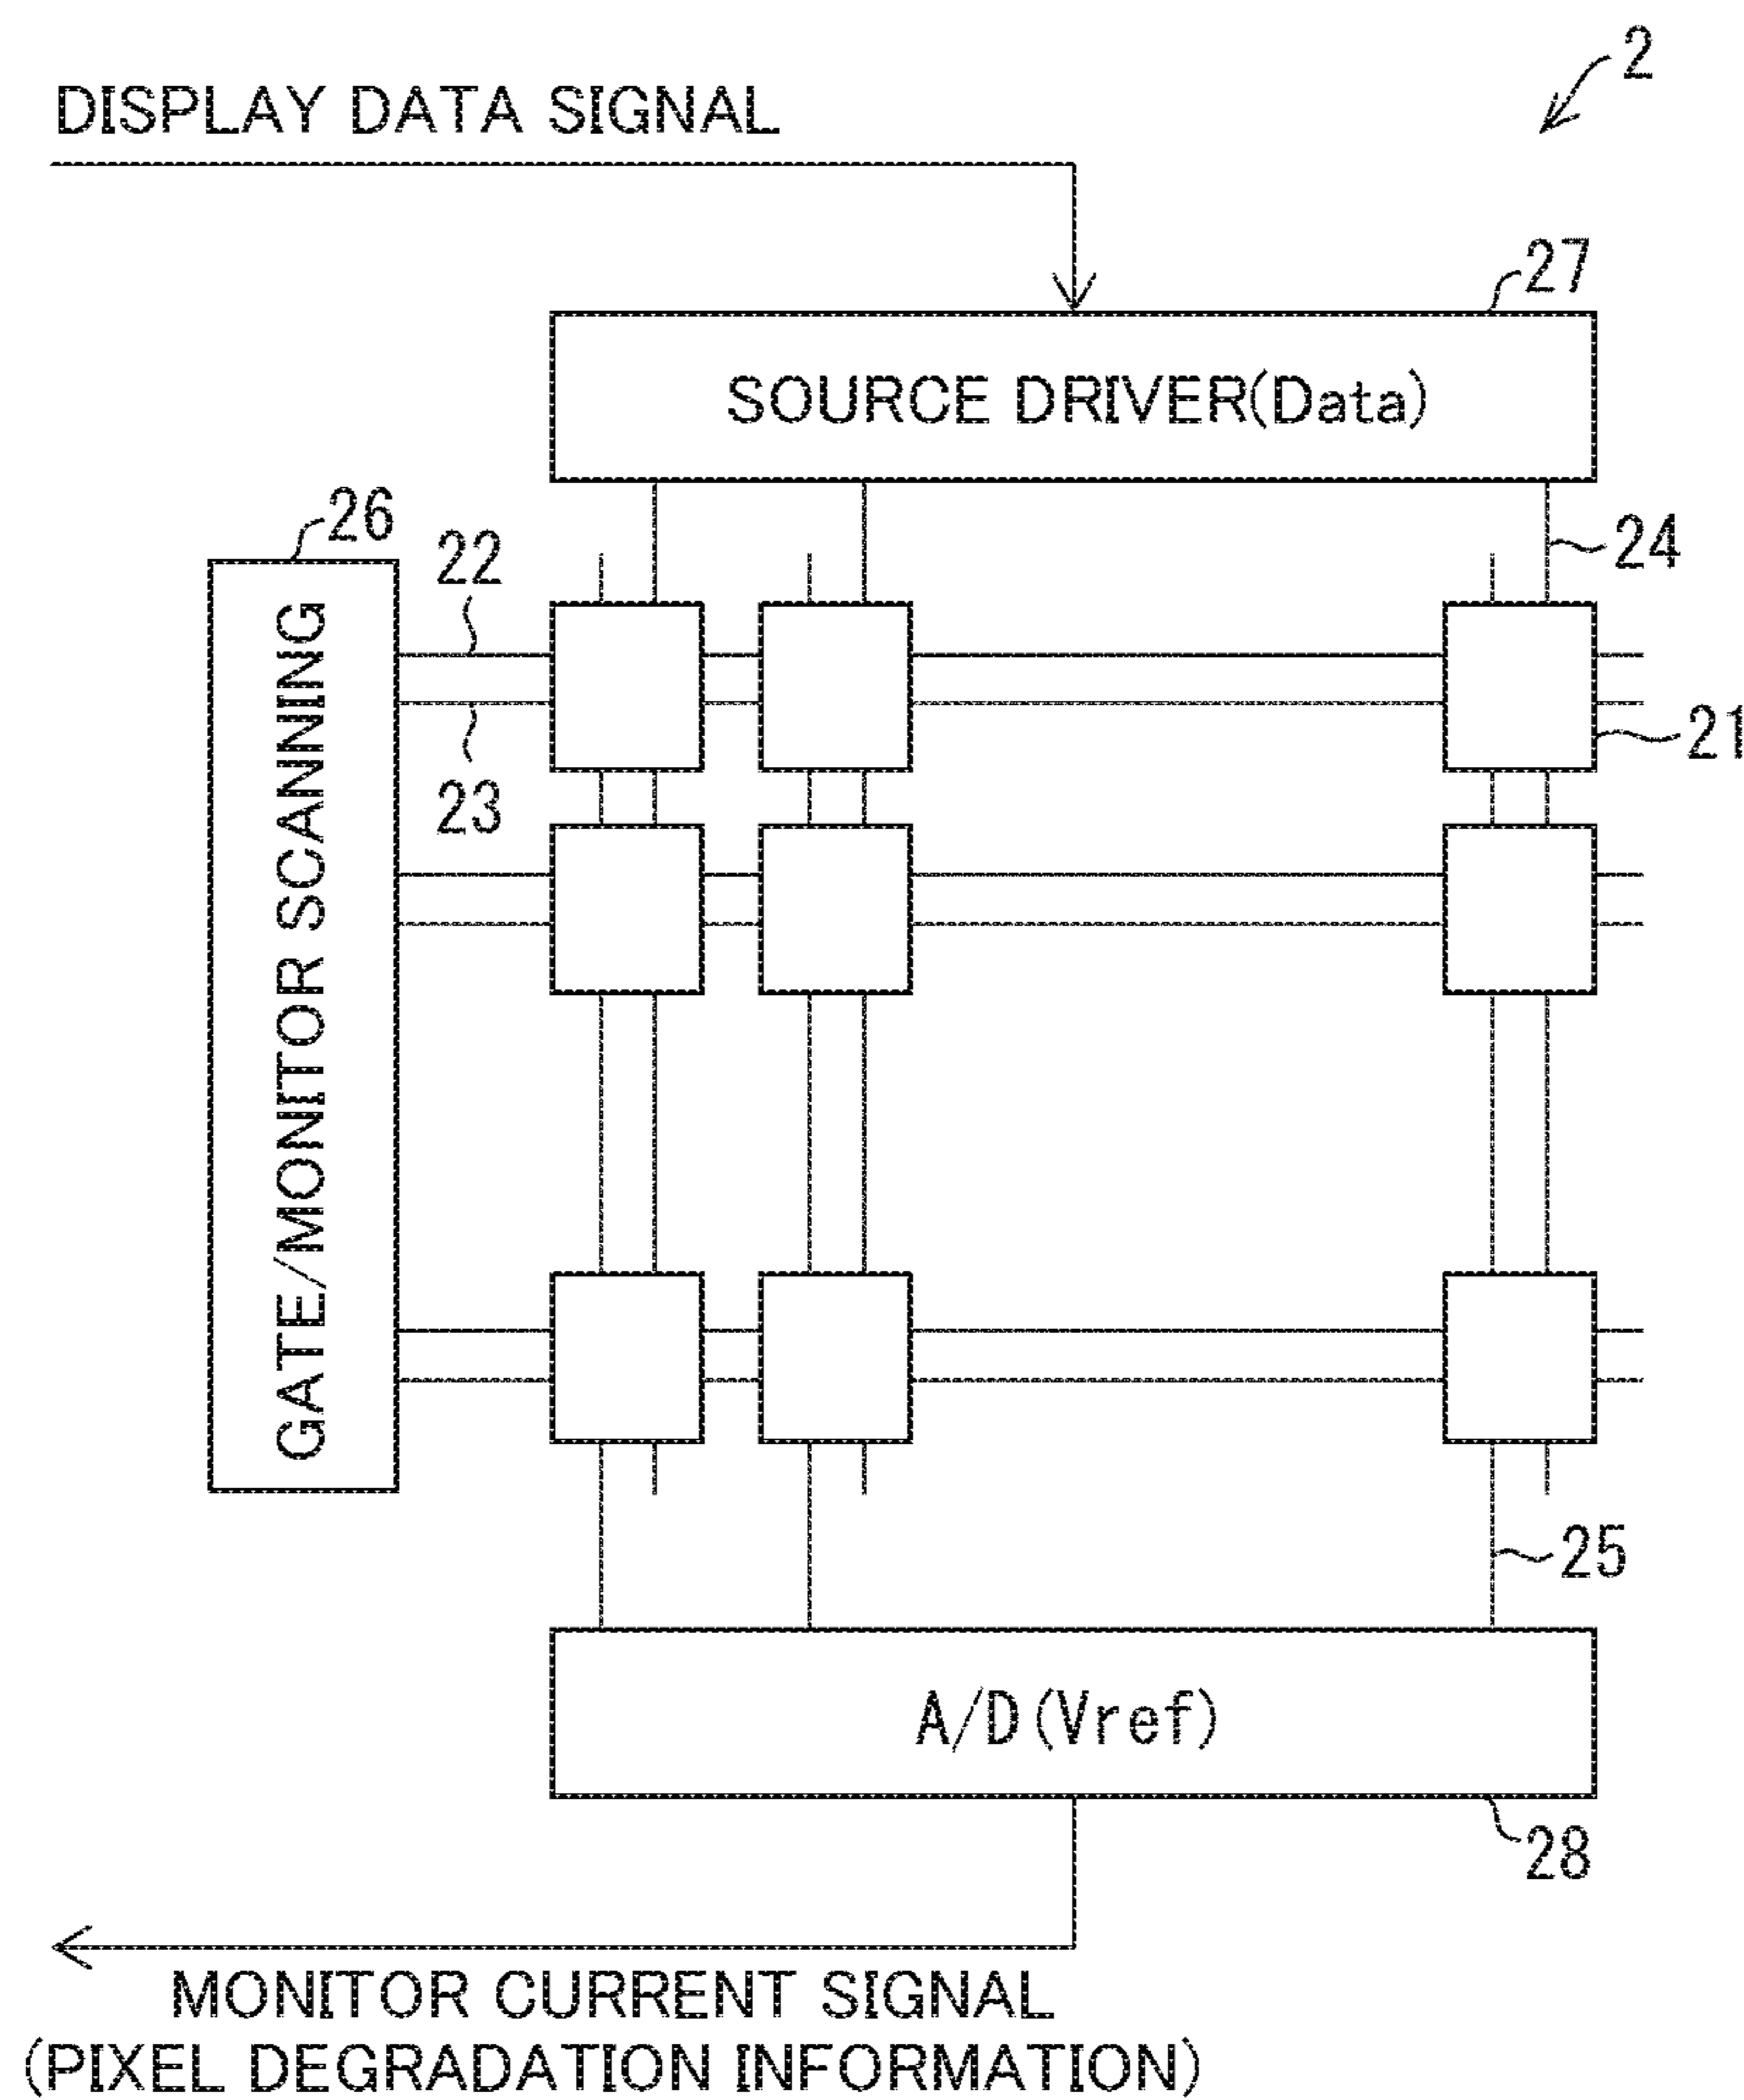 2
DISPLAY DATA SIGNAL
27
SOURCE DRIVER(Data)
26
22
24
GATE/MONITOR SCANNING
21
23
25
A/D(Vref)
28
MONITOR CURRENT SIGNAL
(PIXEL DEGRADATION INFORMATION)